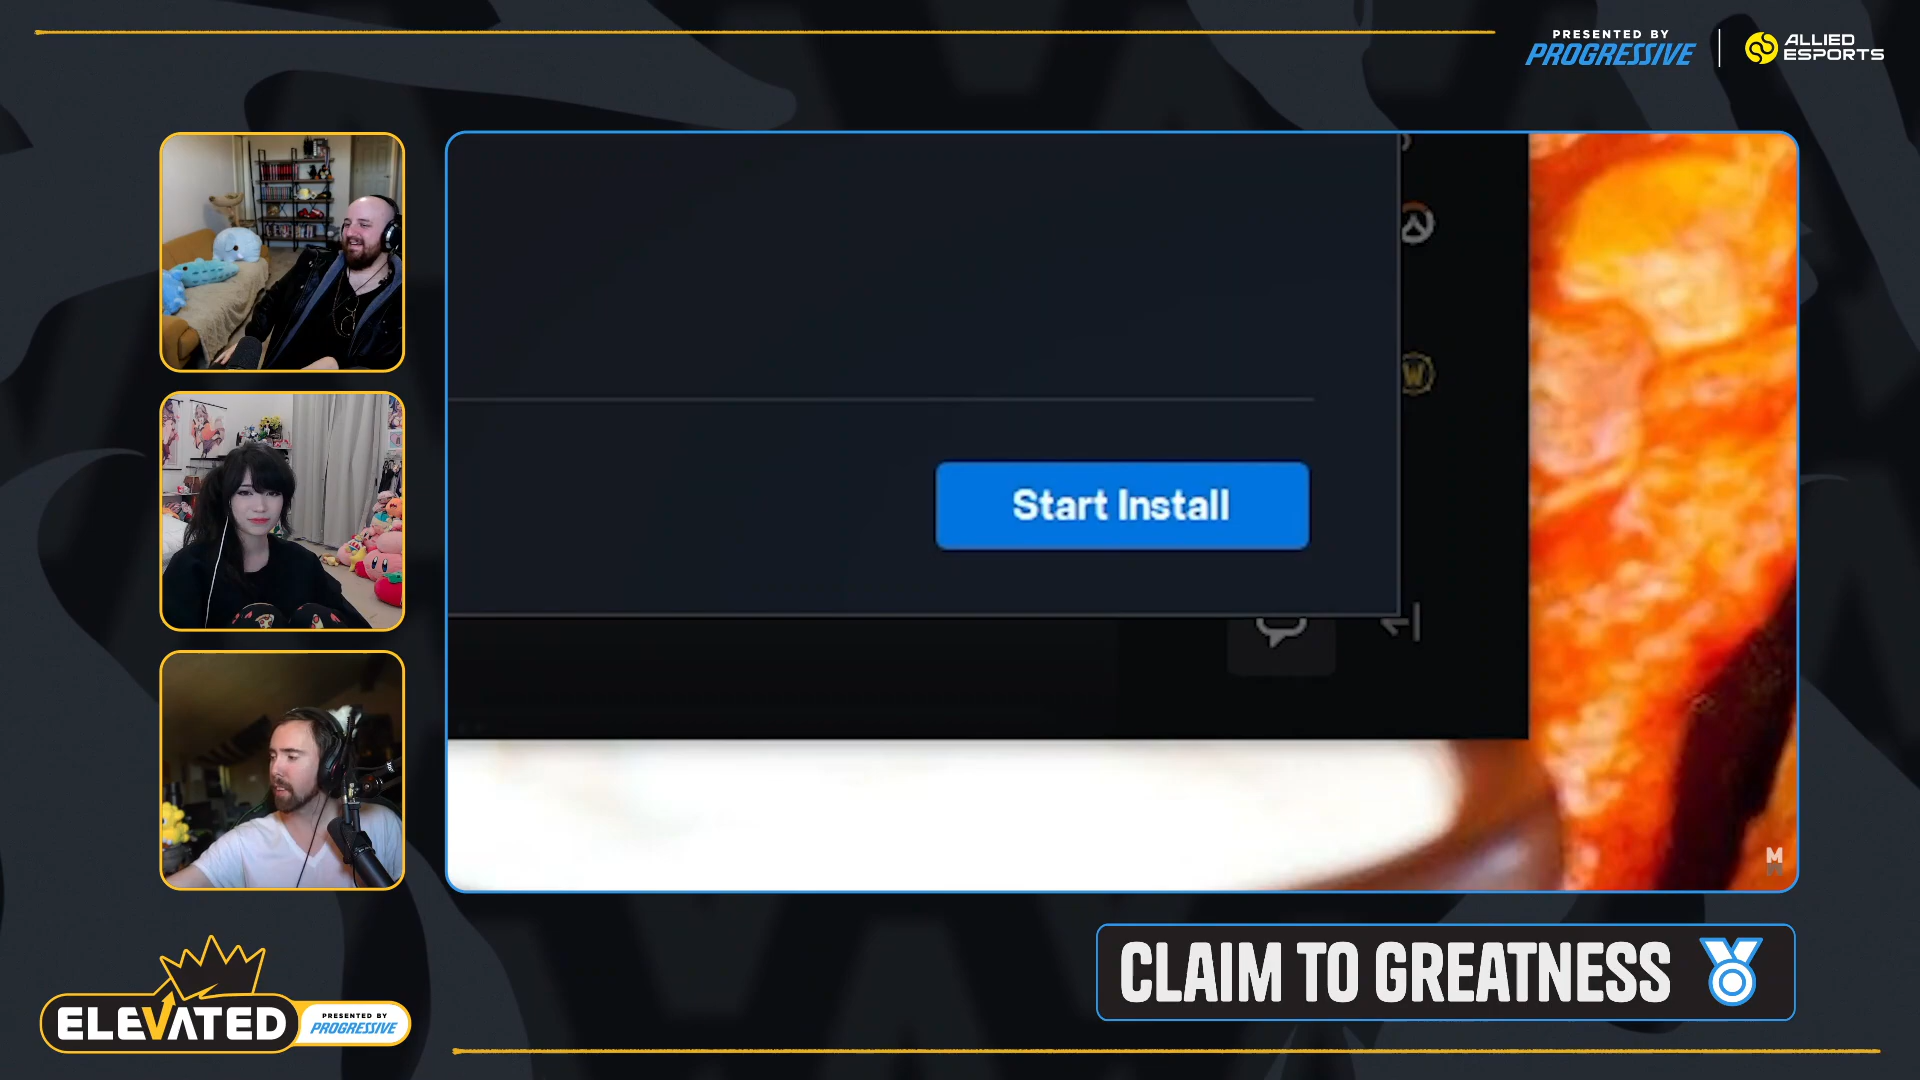 PRESENTED BY
PROGRESSIVE
ALLIED
ESPORTS
W
Start Install
M
CLAIM TO GREATNESS
ELEVATED
PRESENTED BY
PROGRESSIVE